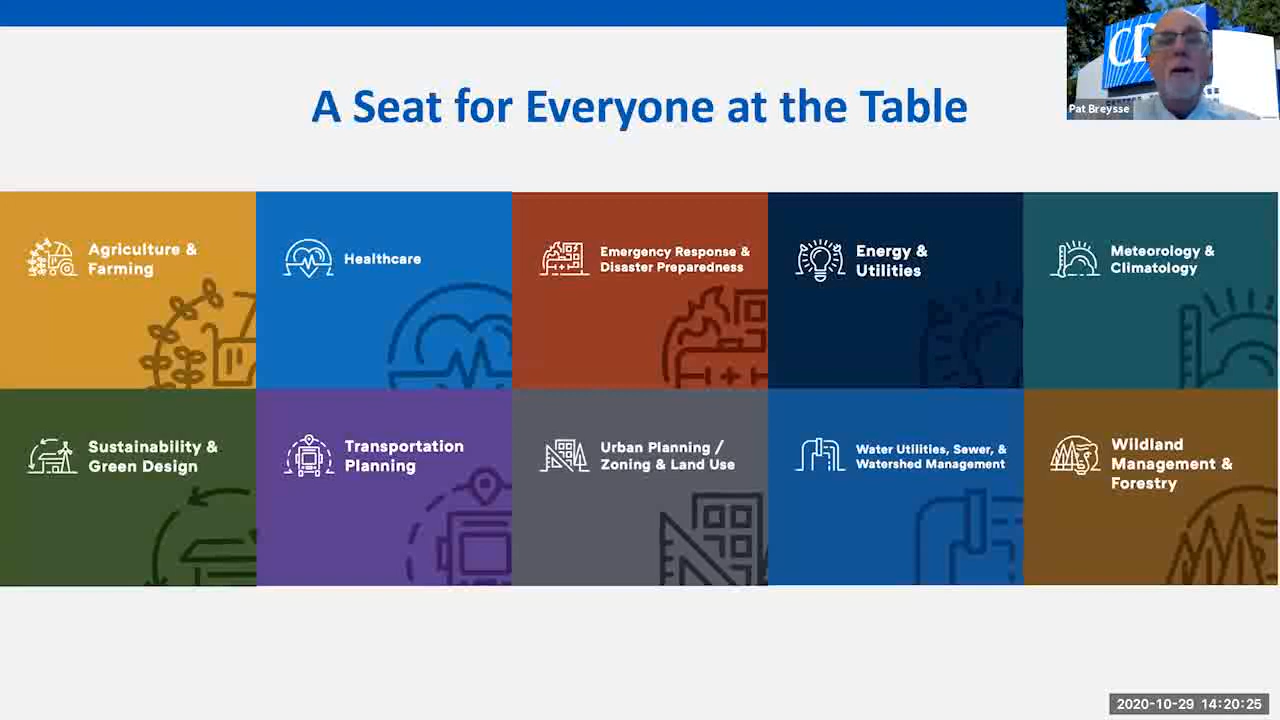 A Seat for Everyone at the Table
CD
Pat Breysse
Agriculture &
Farming
Healthcare
Emergency Response &
Disaster Preparedness
Energy &
Utilities
Meteorology &
Climatology
Sustainability &
Green Design
Transportation
Planning
Urban Planning /
Zoning & Land Use
Water Utilities, Sewer, &
Watershed Management
Wildland
Management &
Forestry
2020-10-29 14:20:25